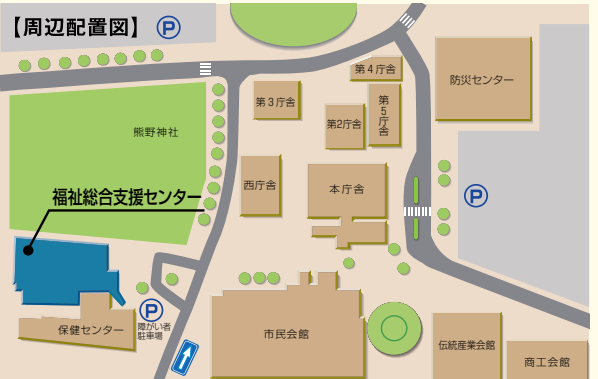 【周辺配置図】 P
第4庁舎
防災センター
第3庁舎
第5庁舎
第2庁舎
熊野神社
西庁舎
本庁舎
福祉総合支援センター
P
P
障がい者
駐車場
保健センター
市民会館
伝統産業会館
商工会館